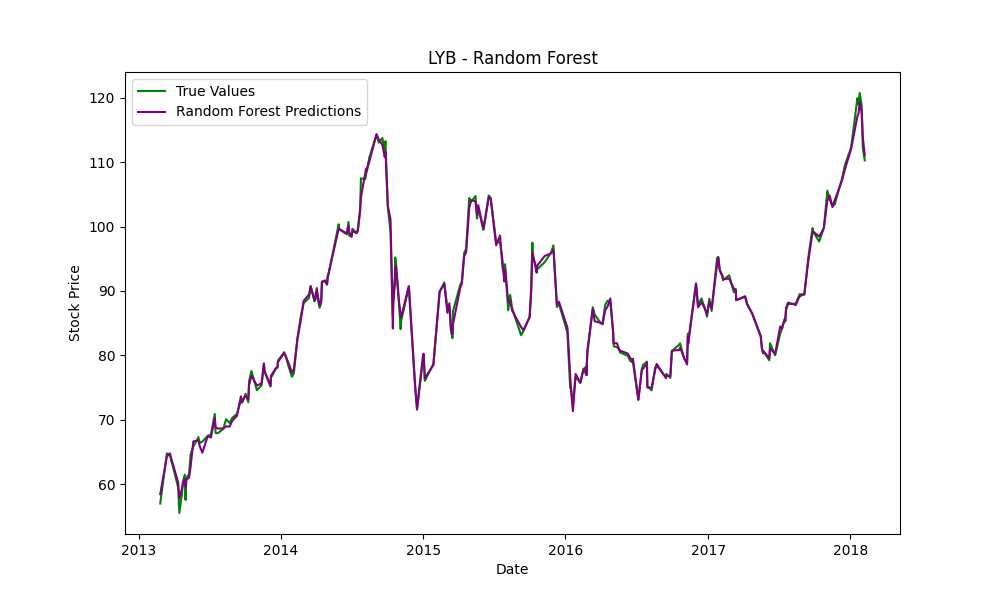 LYB - Random Forest
True Values
Random Forest Predictions
120
110
100
90
80
70
60
Stock Price
2013 2014 2015 2016 2017 2018
Date